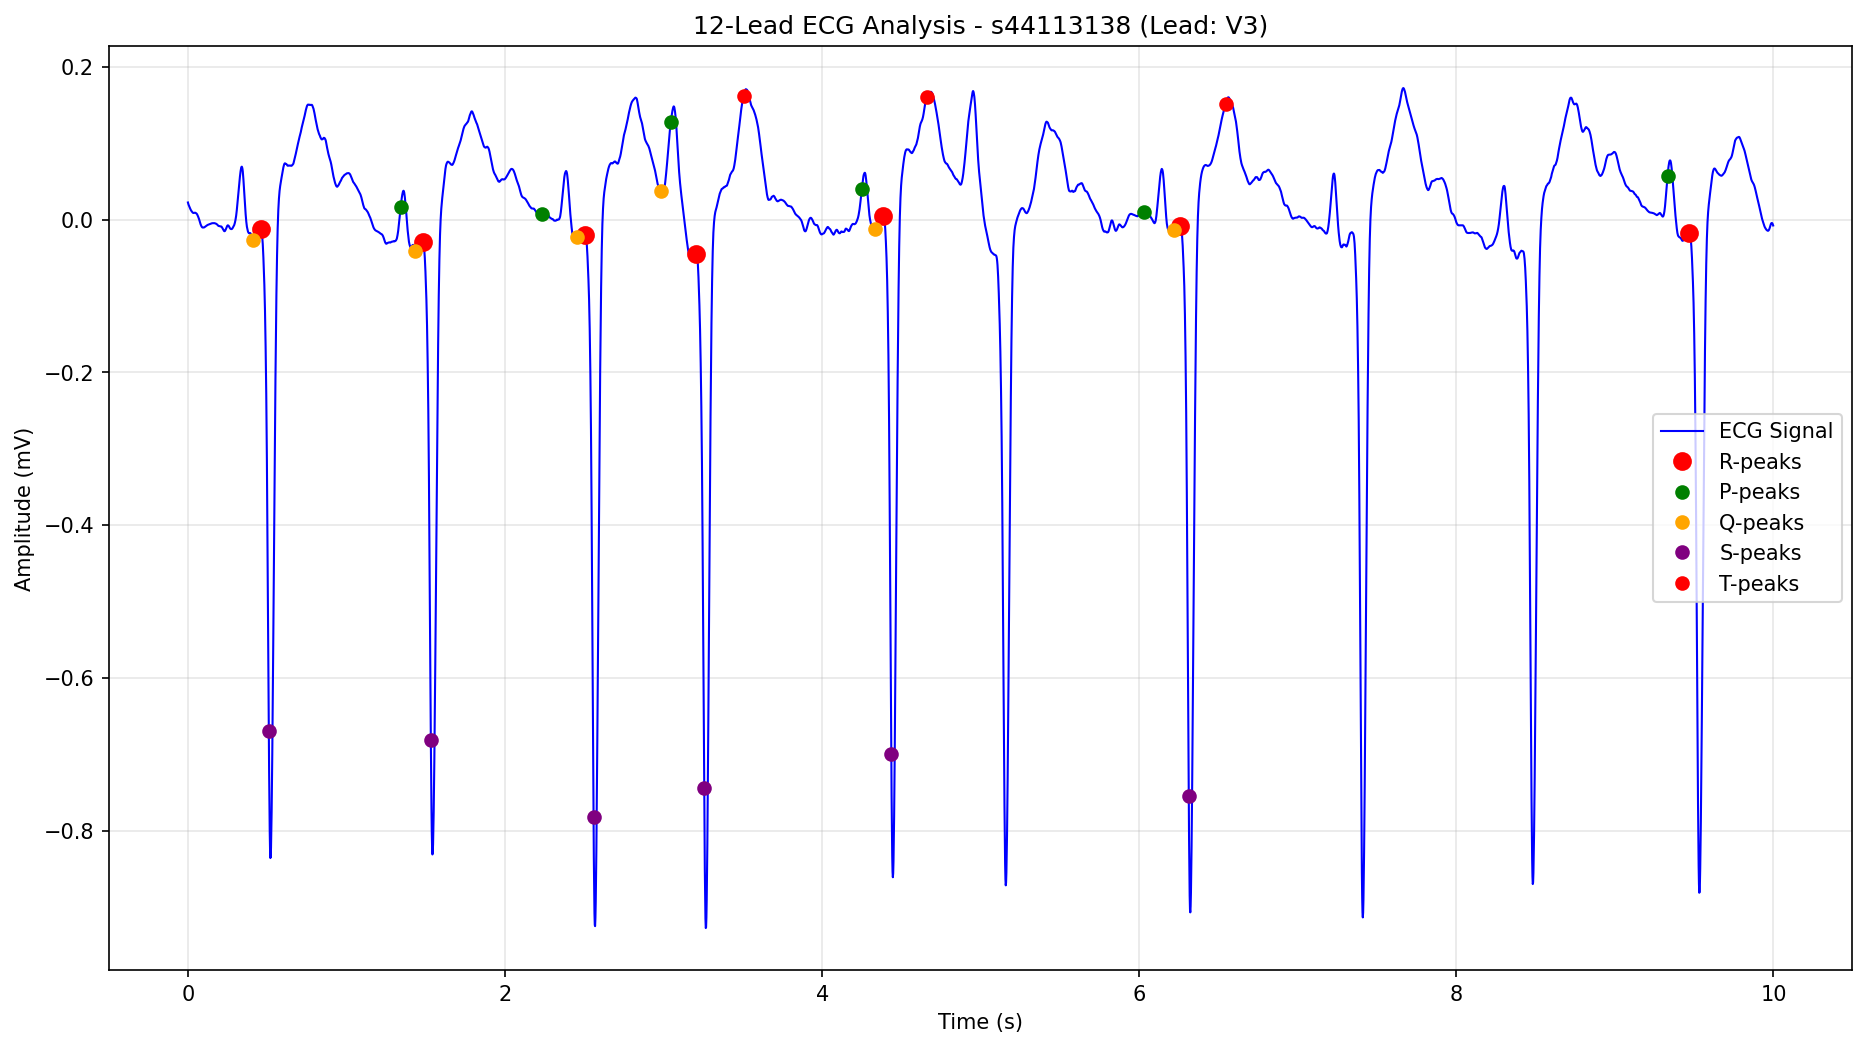 12-Lead ECG Analysis - s44113138 (Lead: V3)
0.2
0.0
−0.2
−0.4
−0.6
−0.8
Amplitude (mV)
ECG Signal
R-peaks
P-peaks
Q-peaks
S-peaks
T-peaks
0
2
4
6
8
10
Time (s)